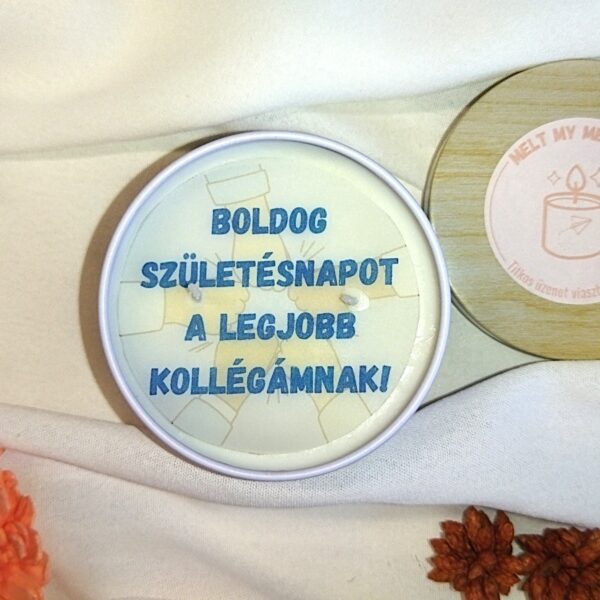 BOLDOG
SZÜLETÉSNAPOT
A LEGJOBB
KOLLÉGÁMNAK!
MELT MY
Titkos üzenet